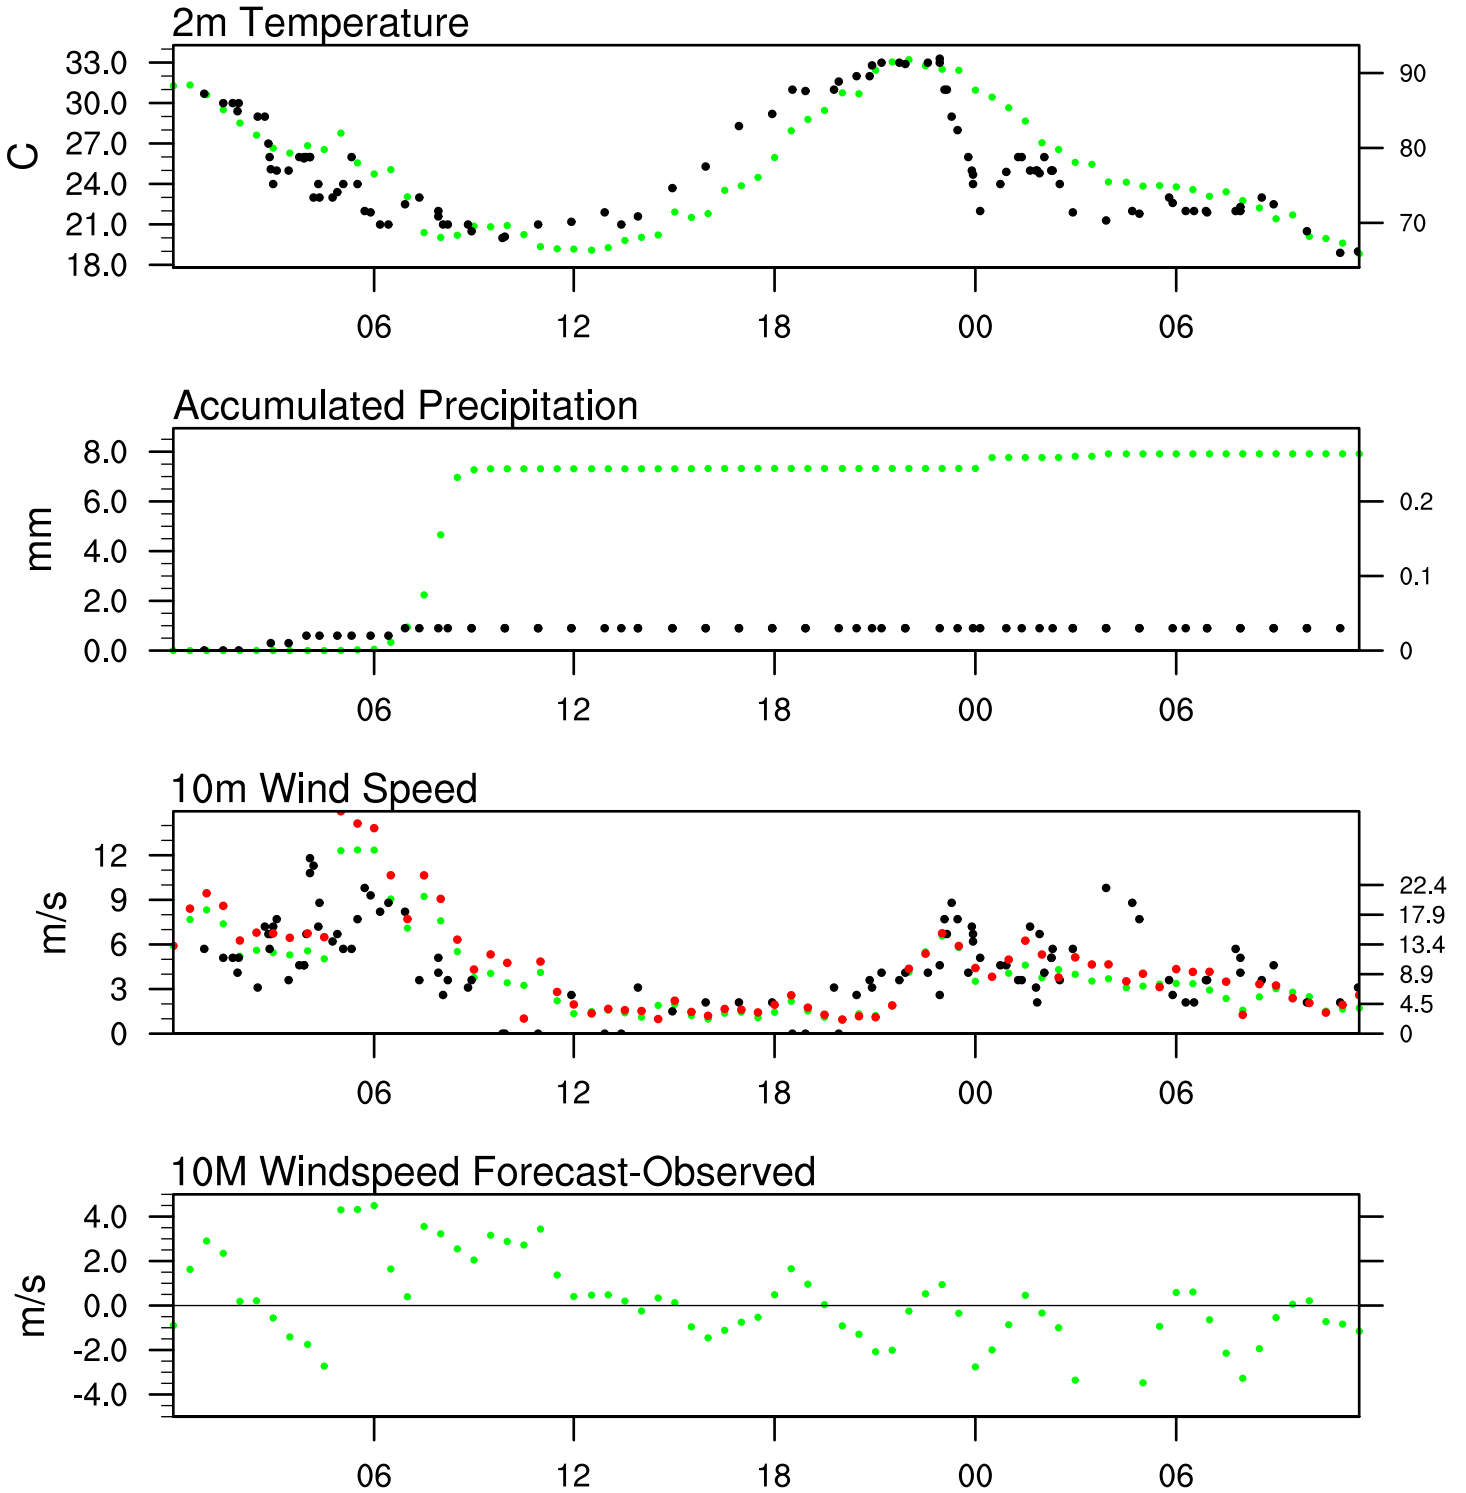 2m Temperature
33.0
30.0
27.0
24.0
21.0
18.0
C
90
80
70
06 12 18 00 06
Accumulated Precipitation
8.0
6.0
4.0
2.0
0.0
mm
0.2
0.1
0
06 12 18 00 06
10m Wind Speed
12
9
6
3
0
m/s
22.4
17.9
13.4
8.9
4.5
0
06 12 18 00 06
10M Windspeed Forecast-Observed
4.0
2.0
0.0
-2.0
-4.0
m/s
06 12 18 00 06